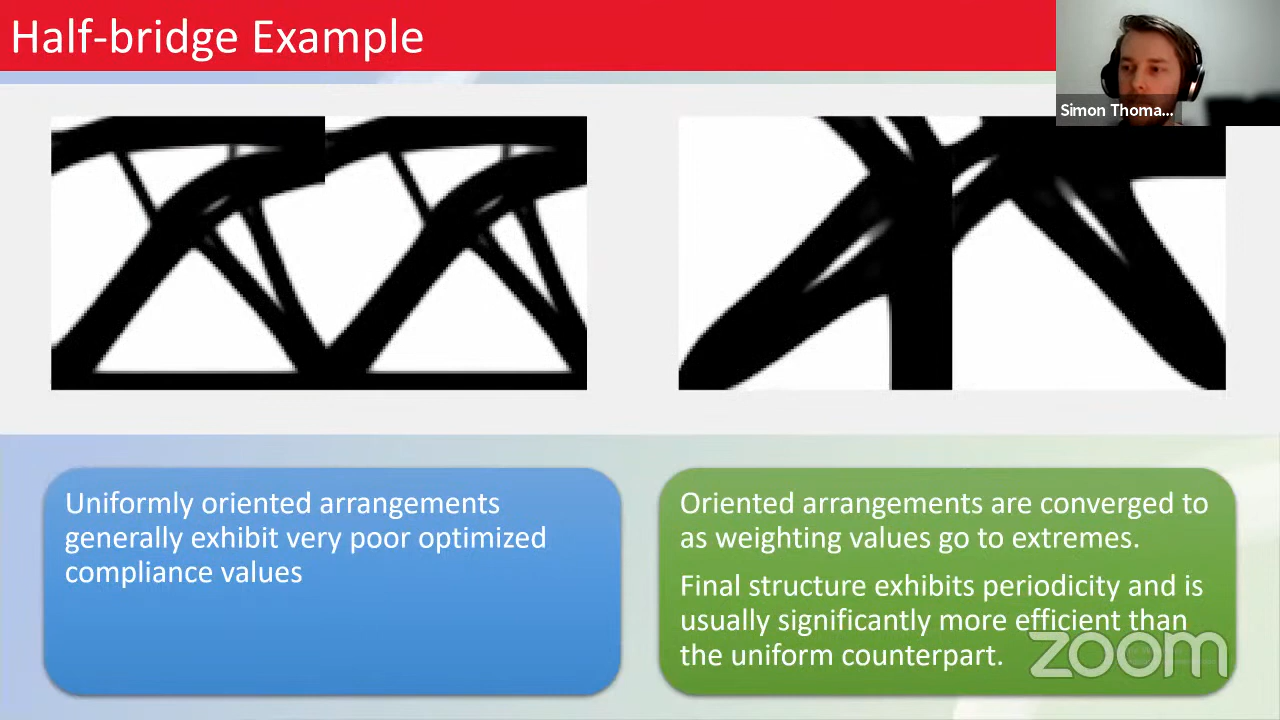 Half-bridge Example
Simon Thoma...
Uniformly oriented arrangements
generally exhibit very poor optimized
compliance values
Oriented arrangements are converged to
as weighting values go to extremes.
Final structure exhibits periodicity and is
usually significantly more efficient than
the uniform counterpart.
zoom